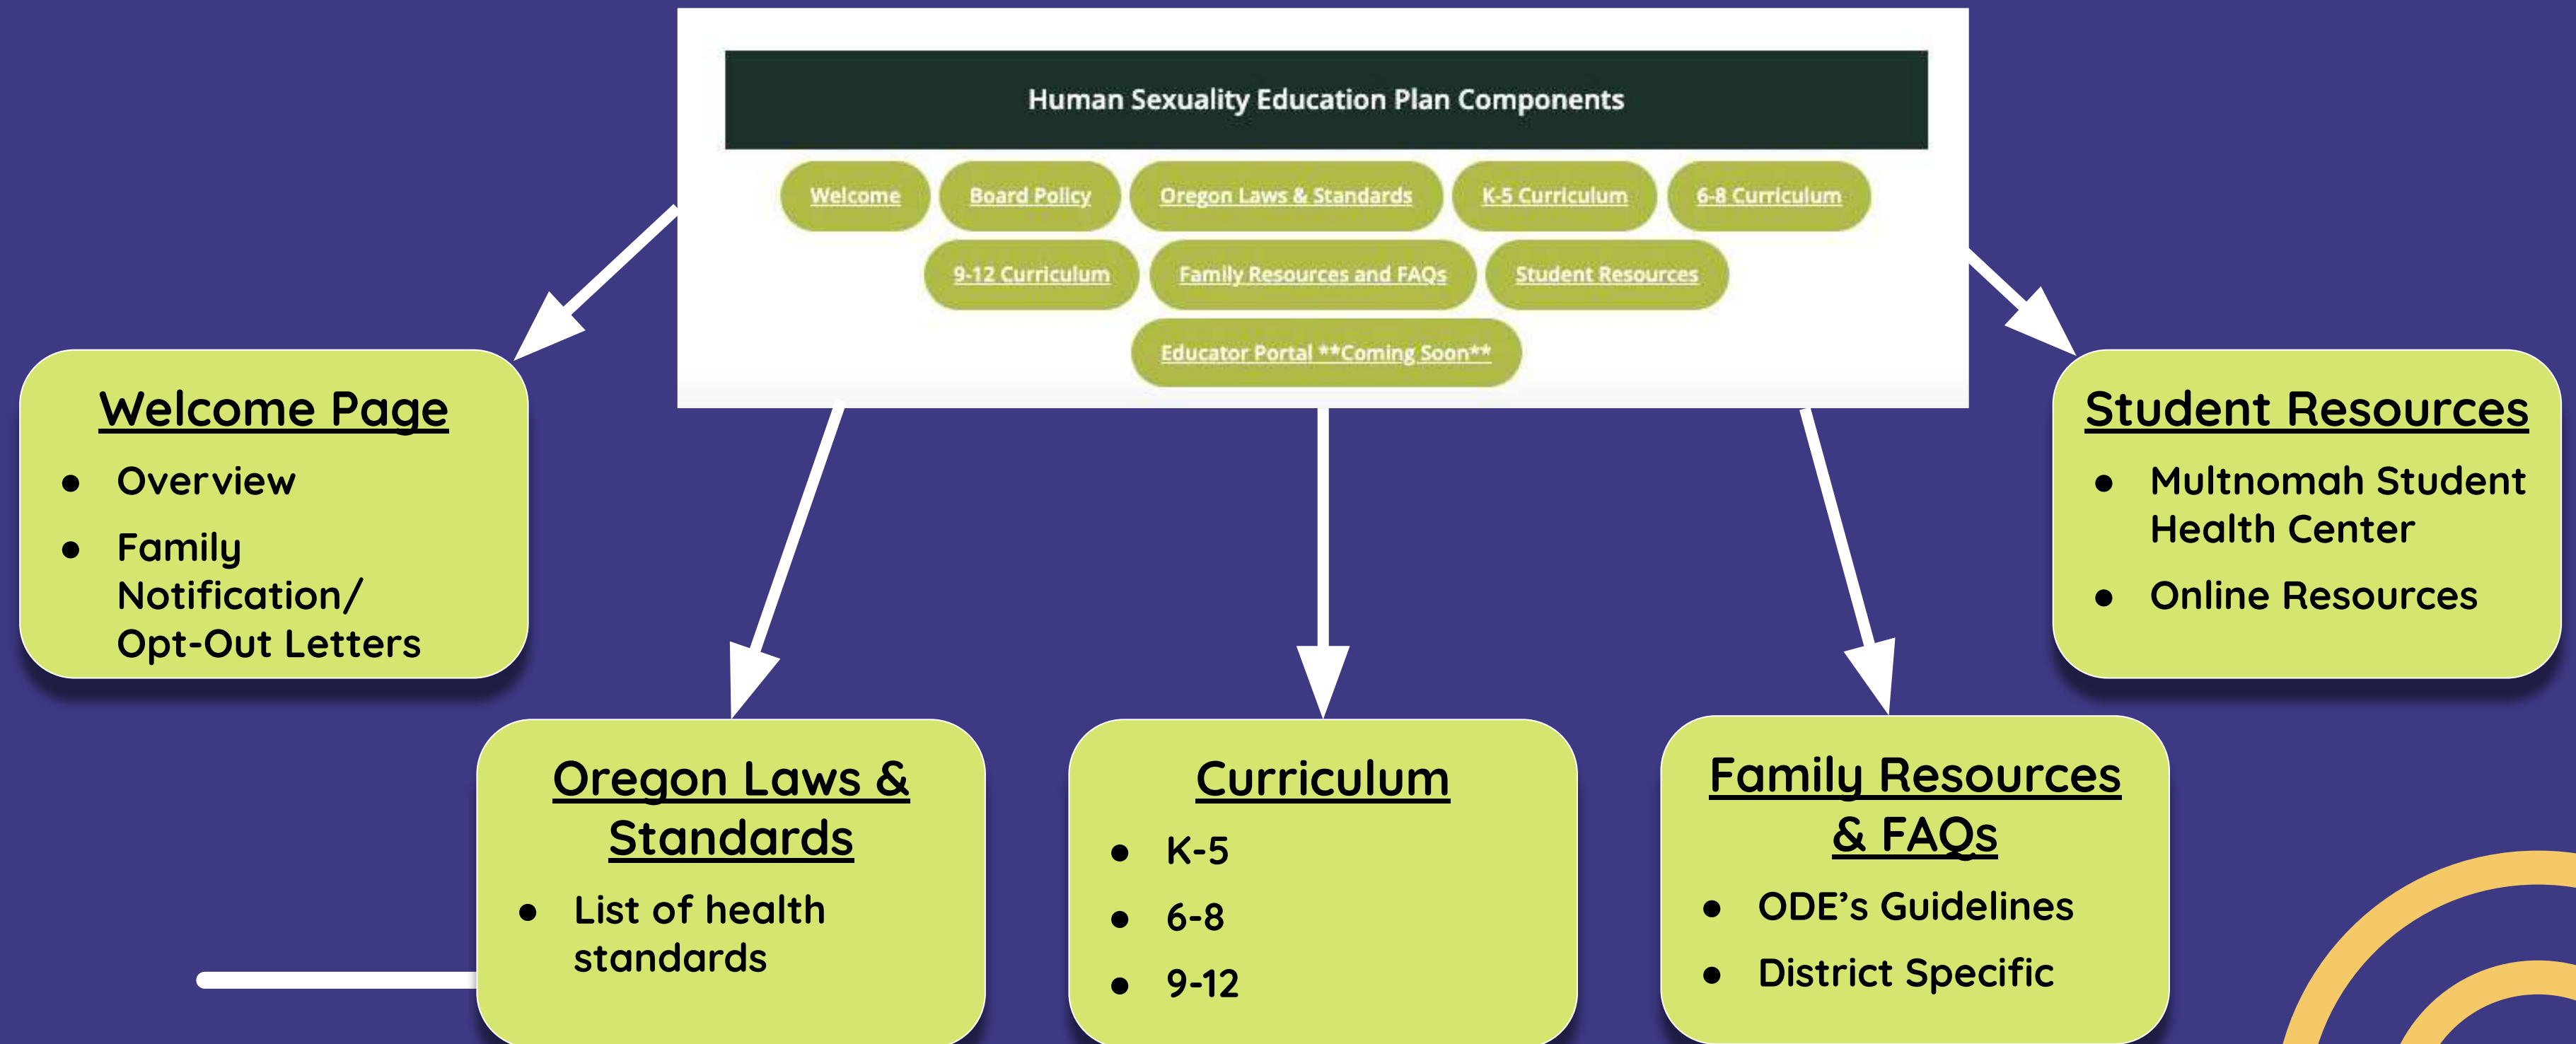 Human Sexuality Education Plan Components
Welcome
Board Policy
Oregon Laws & Standards
K-5 Curriculum
6-8 Curriculum
9-12 Curriculum
Family Resources and FAQs
Student Resources
Educator Portal **Coming Soon**
Welcome Page
● Overview
● Family
Notification/
Opt-Out Letters
Oregon Laws &
Standards
● List of health
standards
Curriculum
● K-5
● 6-8
● 9-12
Family Resources
& FAQs
● ODE’s Guidelines
● District Specific
Student Resources
● Multnomah Student
Health Center
● Online Resources